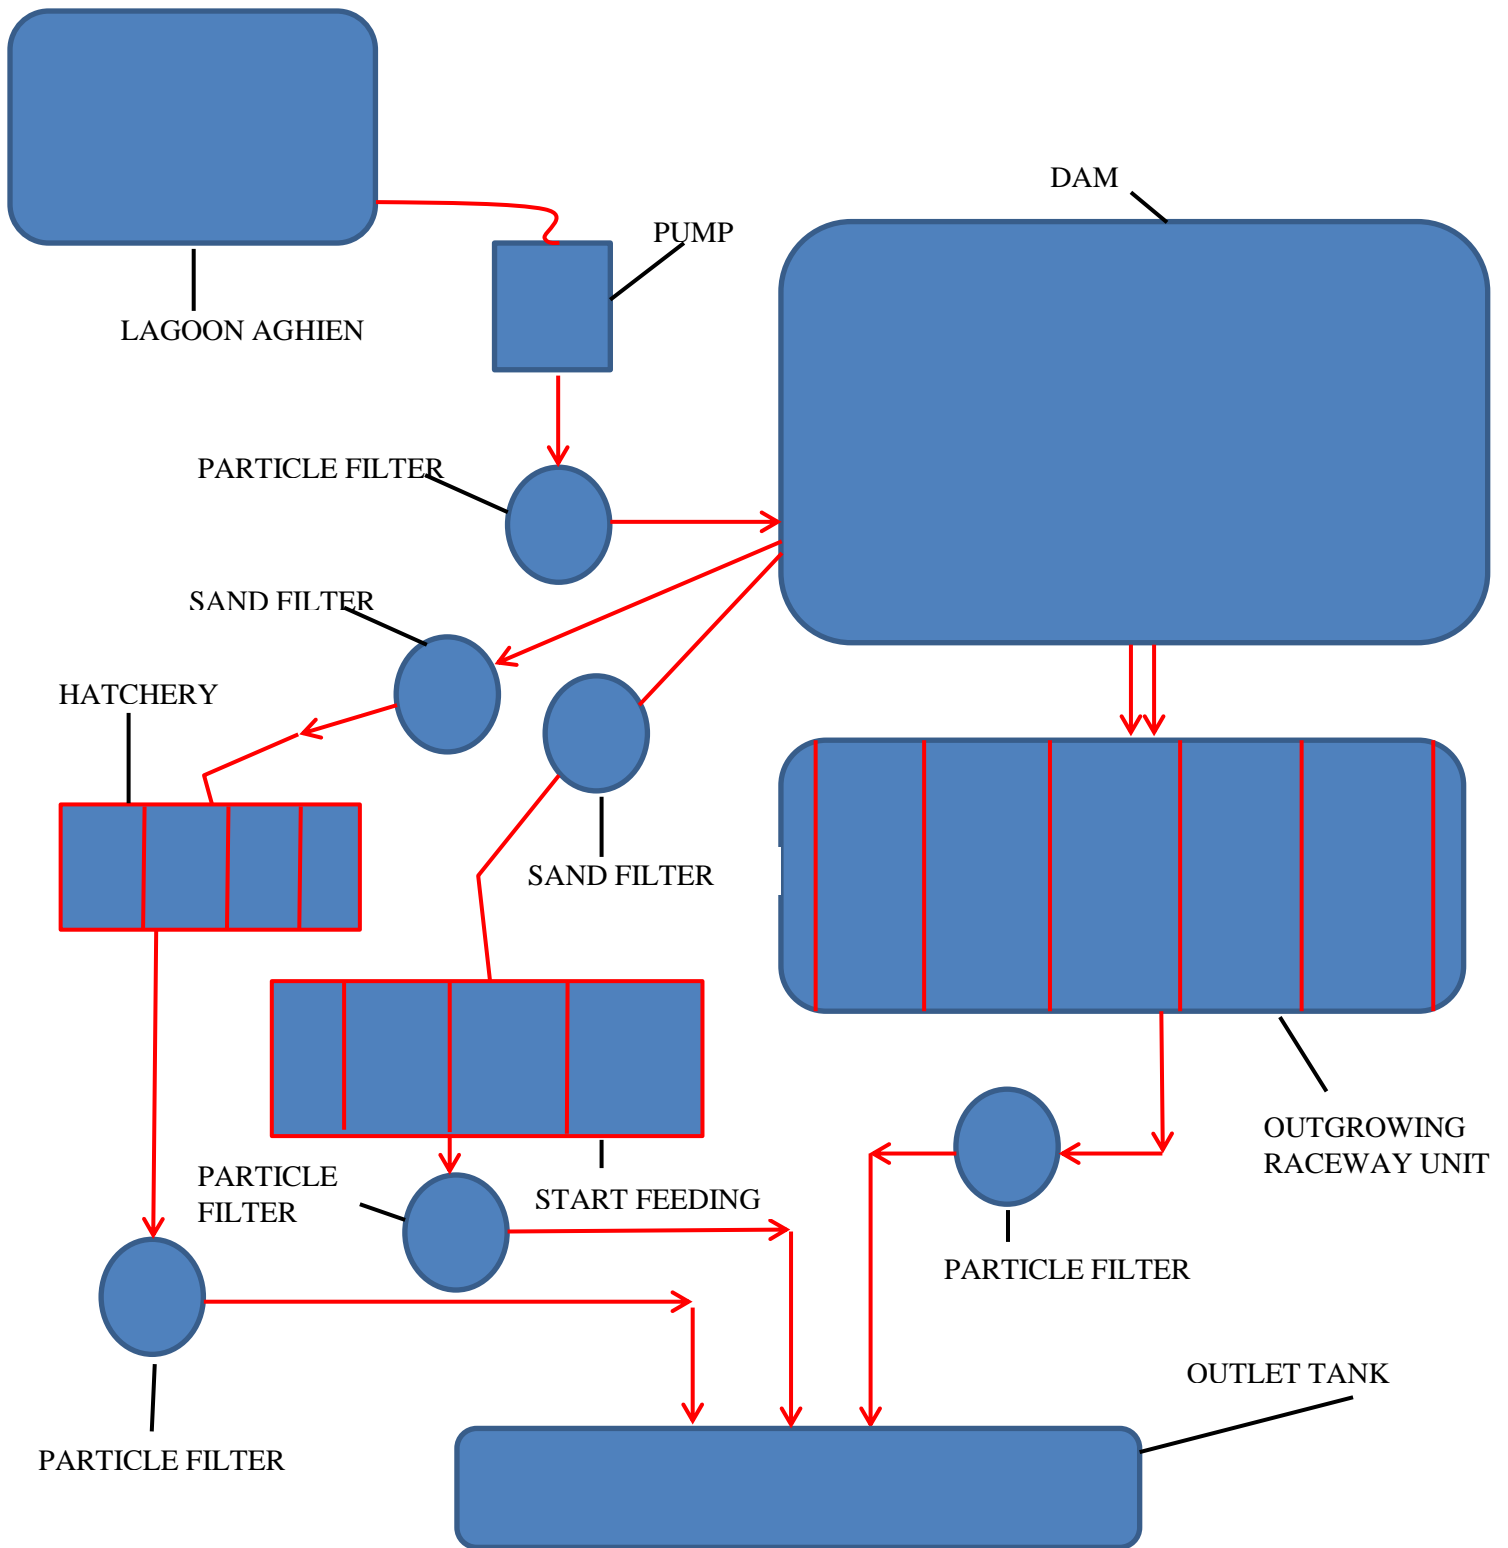 DAM
PUMP
LAGOON AGHIEN
PARTICLE FILTER
SAND FILTER
HATCHERY
SAND FILTER
OUTGROWING
RACEWAY UNIT
PARTICLE
FILTER
START FEEDING
PARTICLE FILTER
OUTLET TANK
PARTICLE FILTER